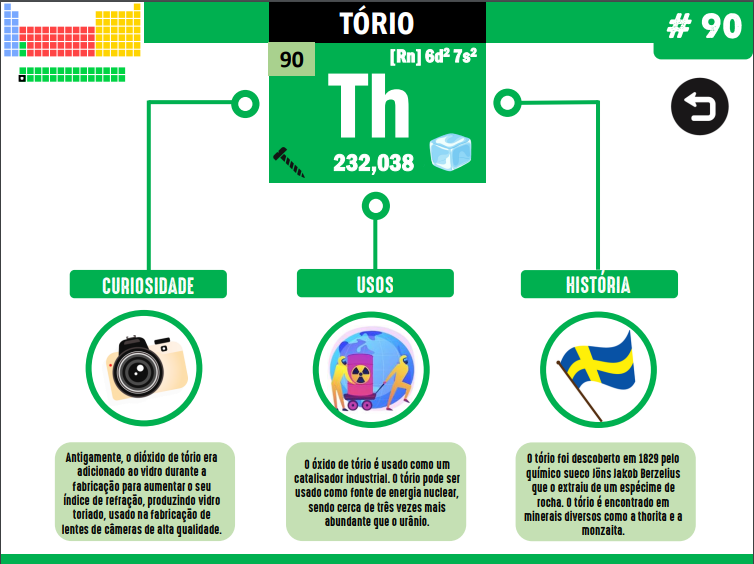 TÓRIO
# 90
90
[Rn] 6d² 7s²
Th
232,038
CURIOSIDADE
USOS
HISTÓRIA
Antigamente, o dióxido de tório era
adicionado ao vidro durante a
fabricação para aumentar o seu
índice de refração, produzindo vidro
toriado, usado na fabricação de
lentes de câmeras de alta qualidade.
O óxido de tório é usado como um
catalisador industrial. O tório pode ser
usado como fonte de energia nuclear,
sendo cerca de três vezes mais
abundante que o urânio.
O tório foi descoberto em 1829 pelo
químico sueco Jöns Jakob Berzelius
que o extraiu de um espécime de
rocha. O tório é encontrado em
minerais diversos como a thorita e a
monzaita.